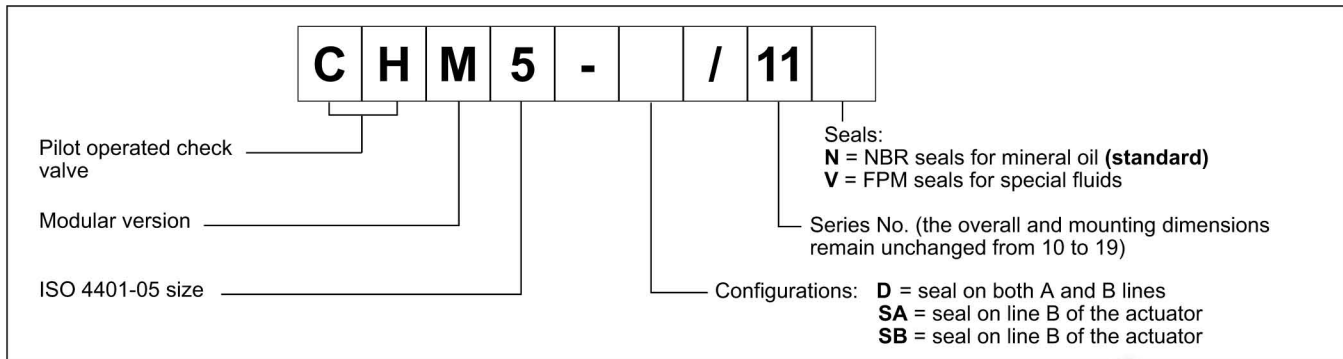 C H M 5 - / 11
Pilot operated check
valve
Modular version
ISO 4401-05 size
Seals:
N = NBR seals for mineral oil (standard)
V = FPM seals for special fluids
Series No. (the overall and mounting dimensions
remain unchanged from 10 to 19)
Configurations: D = seal on both A and B lines
SA = seal on line B of the actuator
SB = seal on line B of the actuator